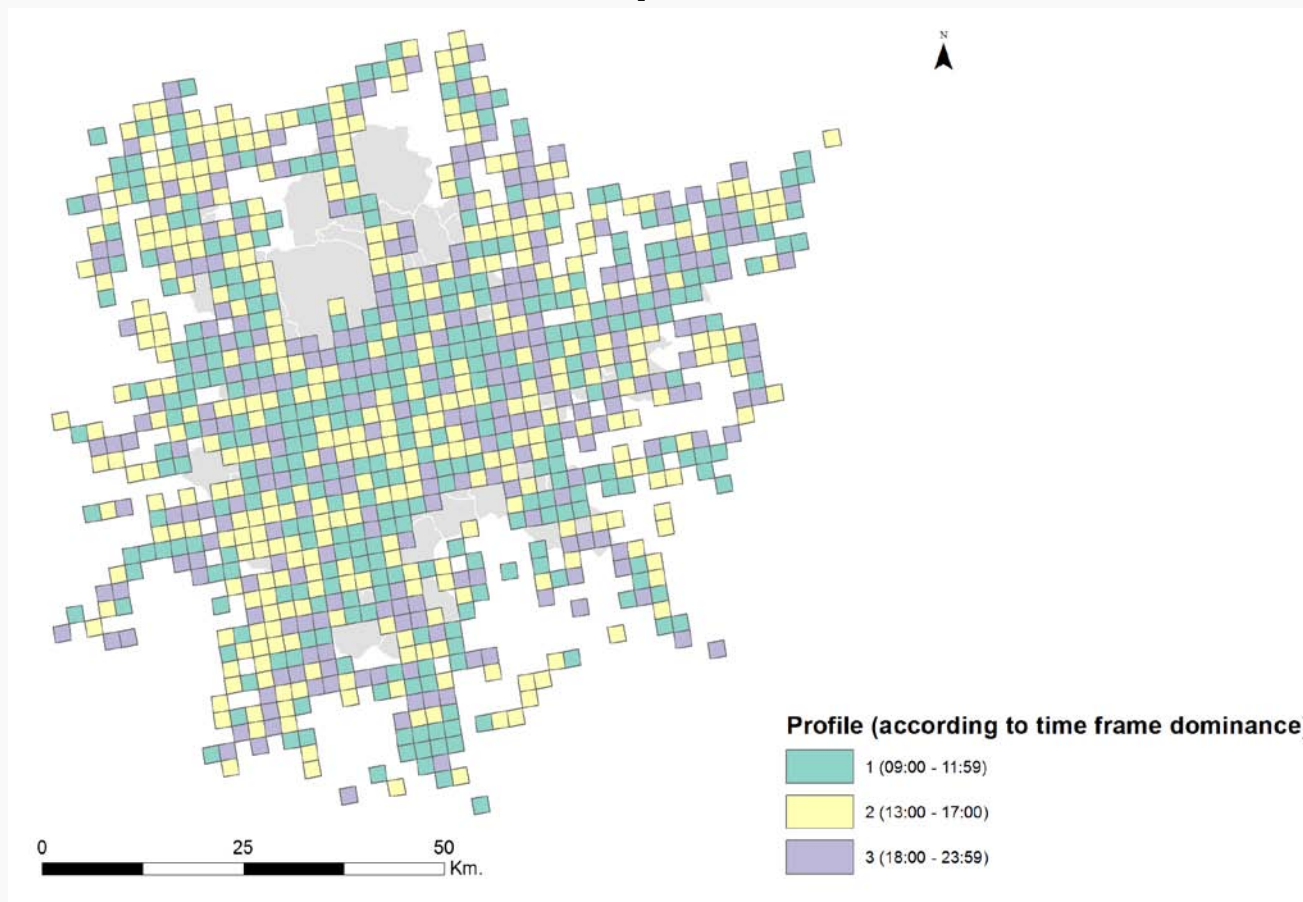 N
Profile (according to time frame dominance)
1 (09:00 - 11:59)
2 (13:00 - 17:00)
3 (18:00 - 23:59)
0 25 50
Km.